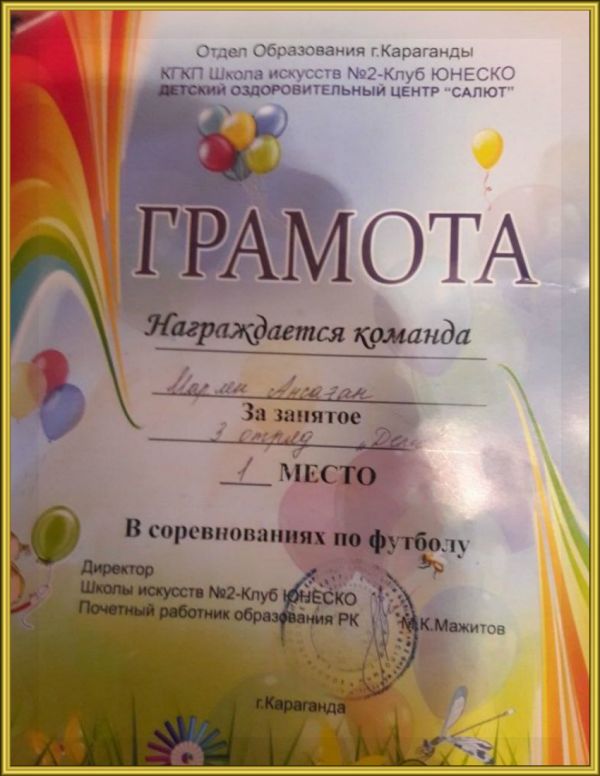 Отдел Образования г.Караганды
КГКП Школа искусств №2-Клуб ЮНЕСКО
ДЕТСКИЙ ОЗДОРОВИТЕЛЬНЫЙ ЦЕНТР "САЛЮТ"
ГРАМОТА
Награждается команда
За занятое
3 отряд
1 МЕСТО
В соревнованиях по футболу
Директор
Школы искусств №2-Клуб ЮНЕСКО
Почетный работник образования РК М.К.Мажитов
г.Караганда